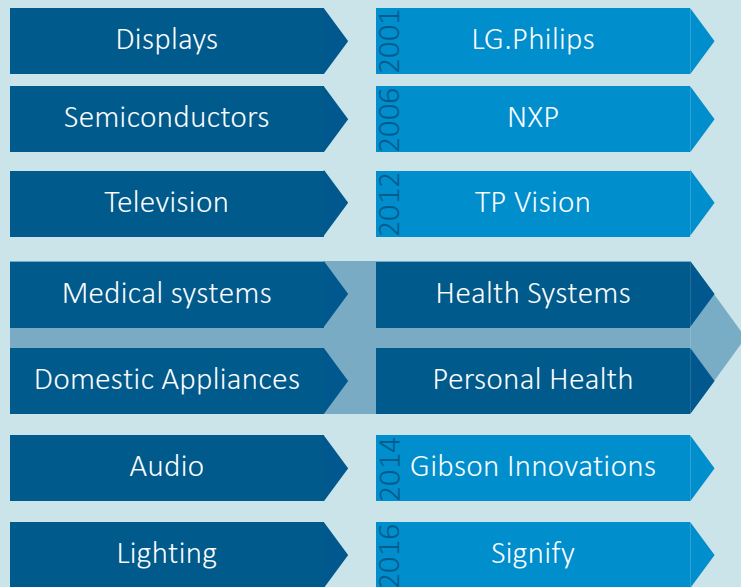 Displays
2001
LG.Philips
Semiconductors
2006
NXP
Television
2012
TP Vision
Medical systems
Health Systems
Domestic Appliances
Personal Health
Audio
2014
Gibson Innovations
Lighting
2016
Signify